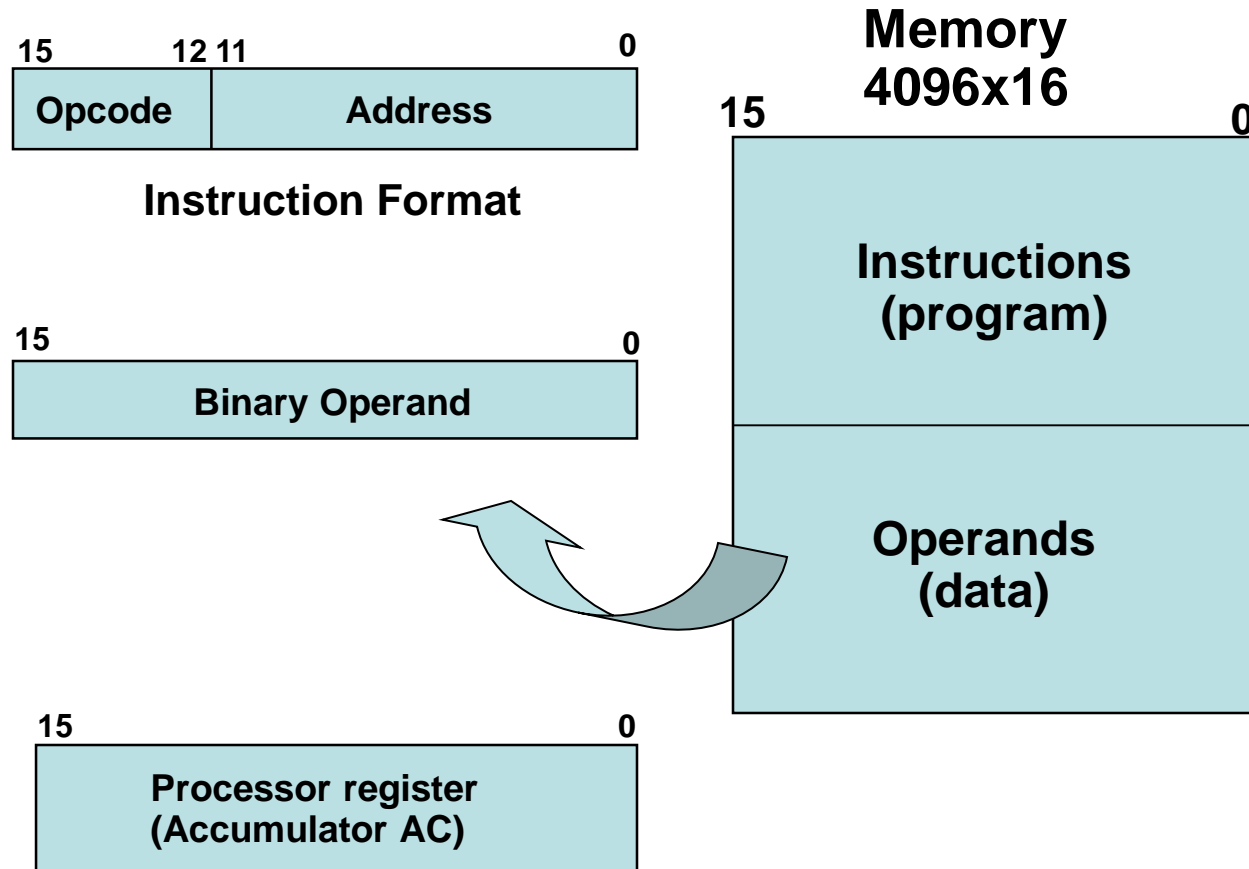 15 12 11 0
Opcode Address
Instruction Format
15 0
Binary Operand
15 0
Processor register
(Accumulator AC)
Memory
4096x16
15 0
Instructions
(program)
Operands
(data)